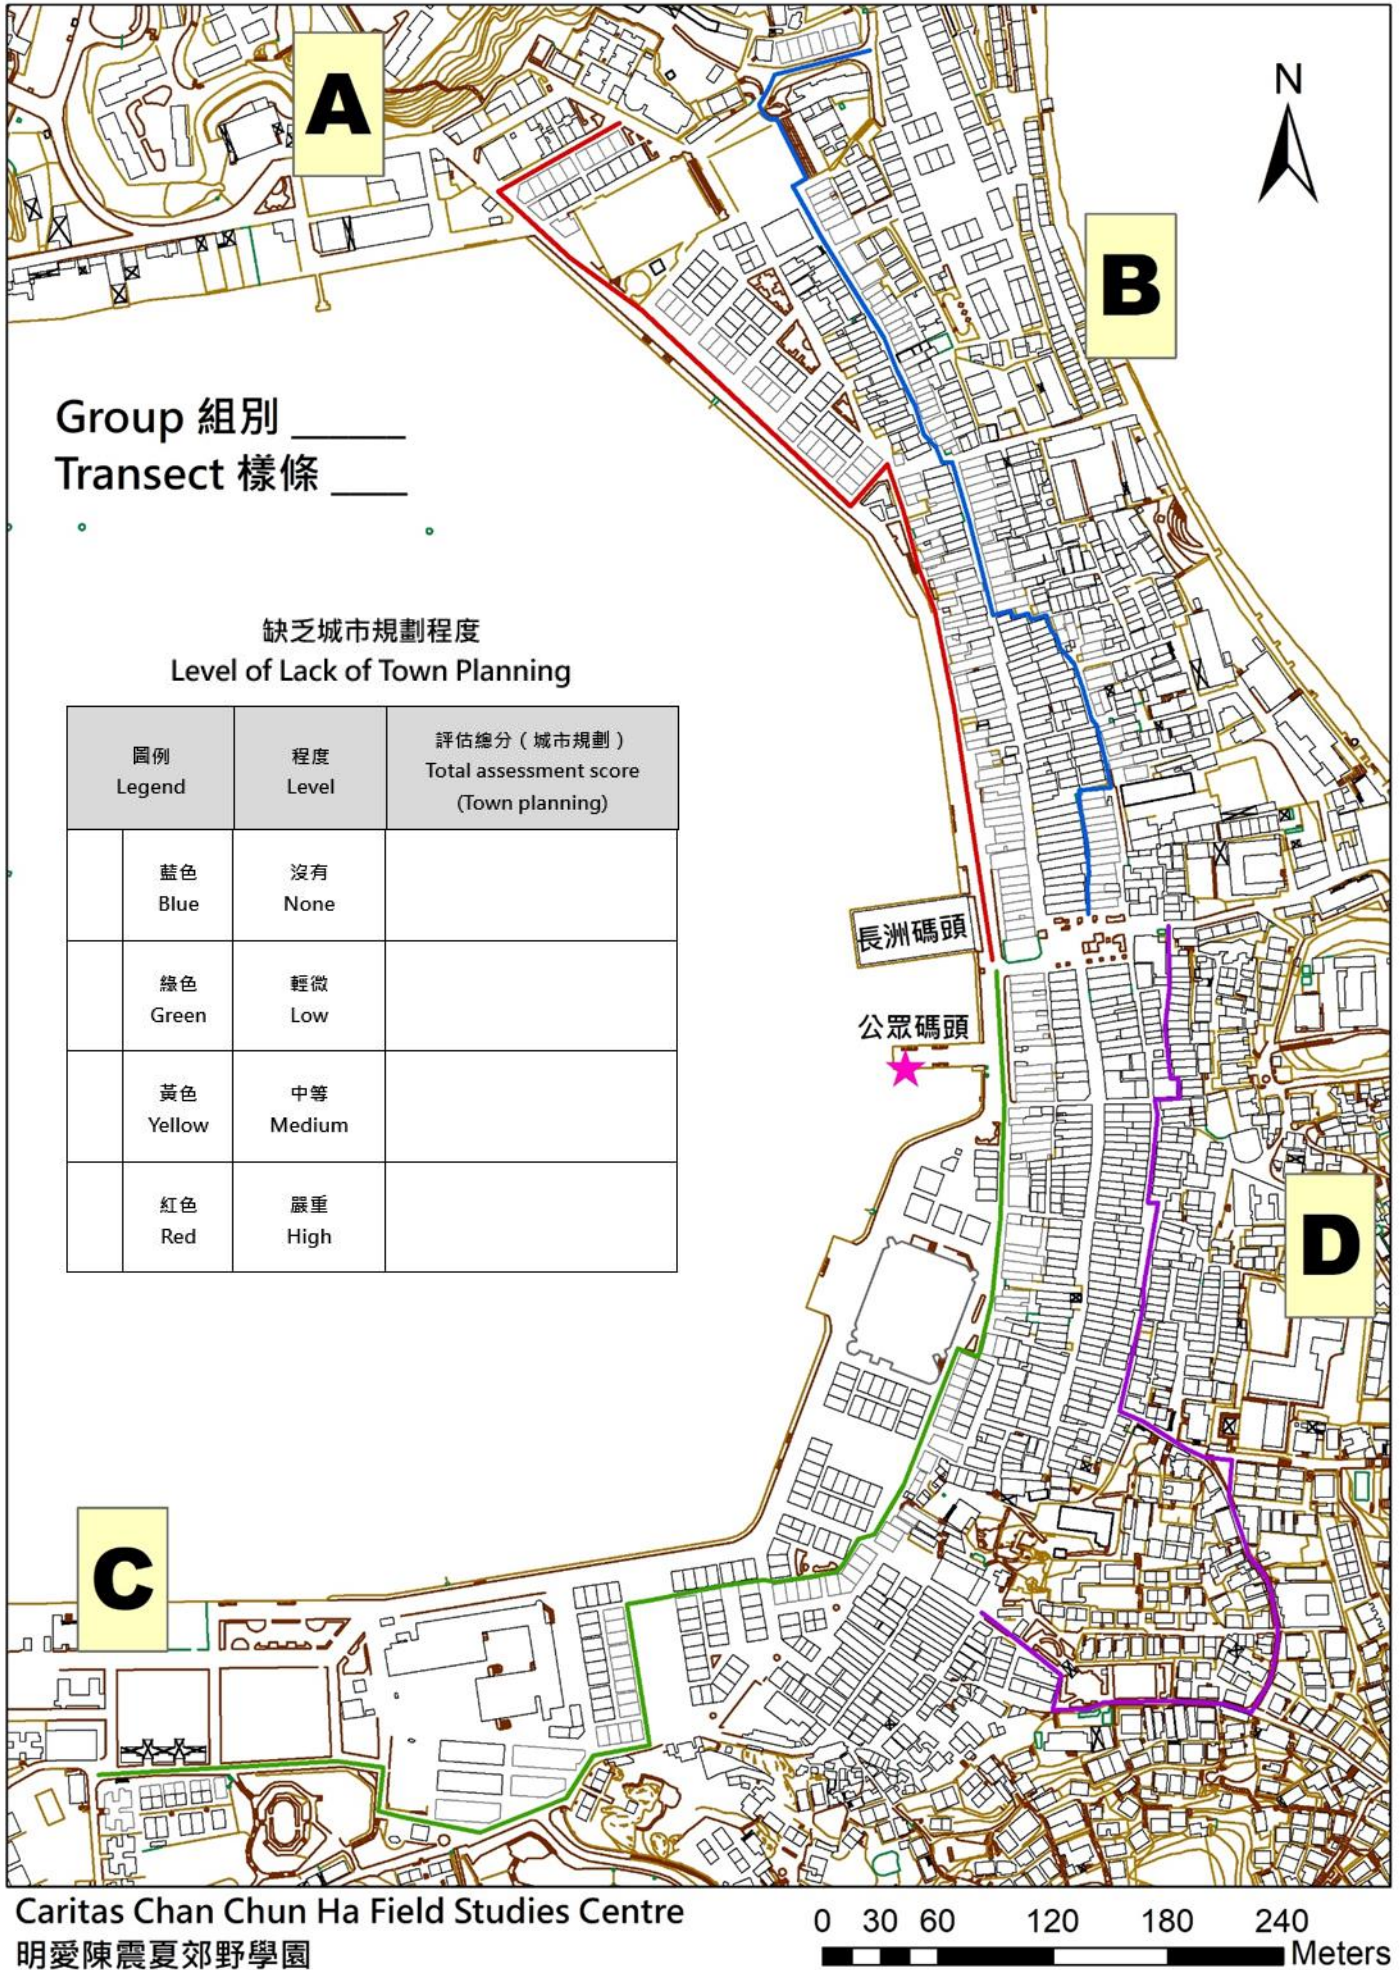 A
N
B
Group 組別 _____
Transect 樣條 ____
缺乏城市規劃程度
Level of Lack of Town Planning
圖例
Legend
程度
Level
評估總分（城市規劃）
Total assessment score
(Town planning)
藍色
Blue
沒有
None
綠色
Green
輕微
Low
黃色
Yellow
中等
Medium
紅色
Red
嚴重
High
長洲碼頭
公眾碼頭
D
C
Caritas Chan Chun Ha Field Studies Centre
明愛陳震夏郊野學園
0 30 60 120 180 240
Meters